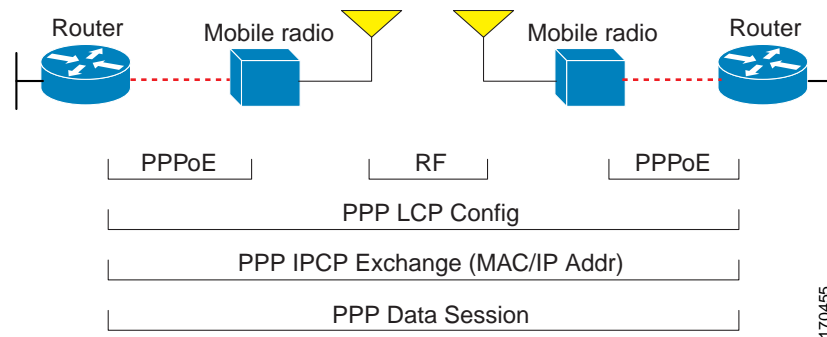 Router
Mobile radio
Mobile radio
Router
PPPoE
RF
PPPoE
PPP LCP Config
PPP IPCP Exchange (MAC/IP Addr)
PPP Data Session
170455